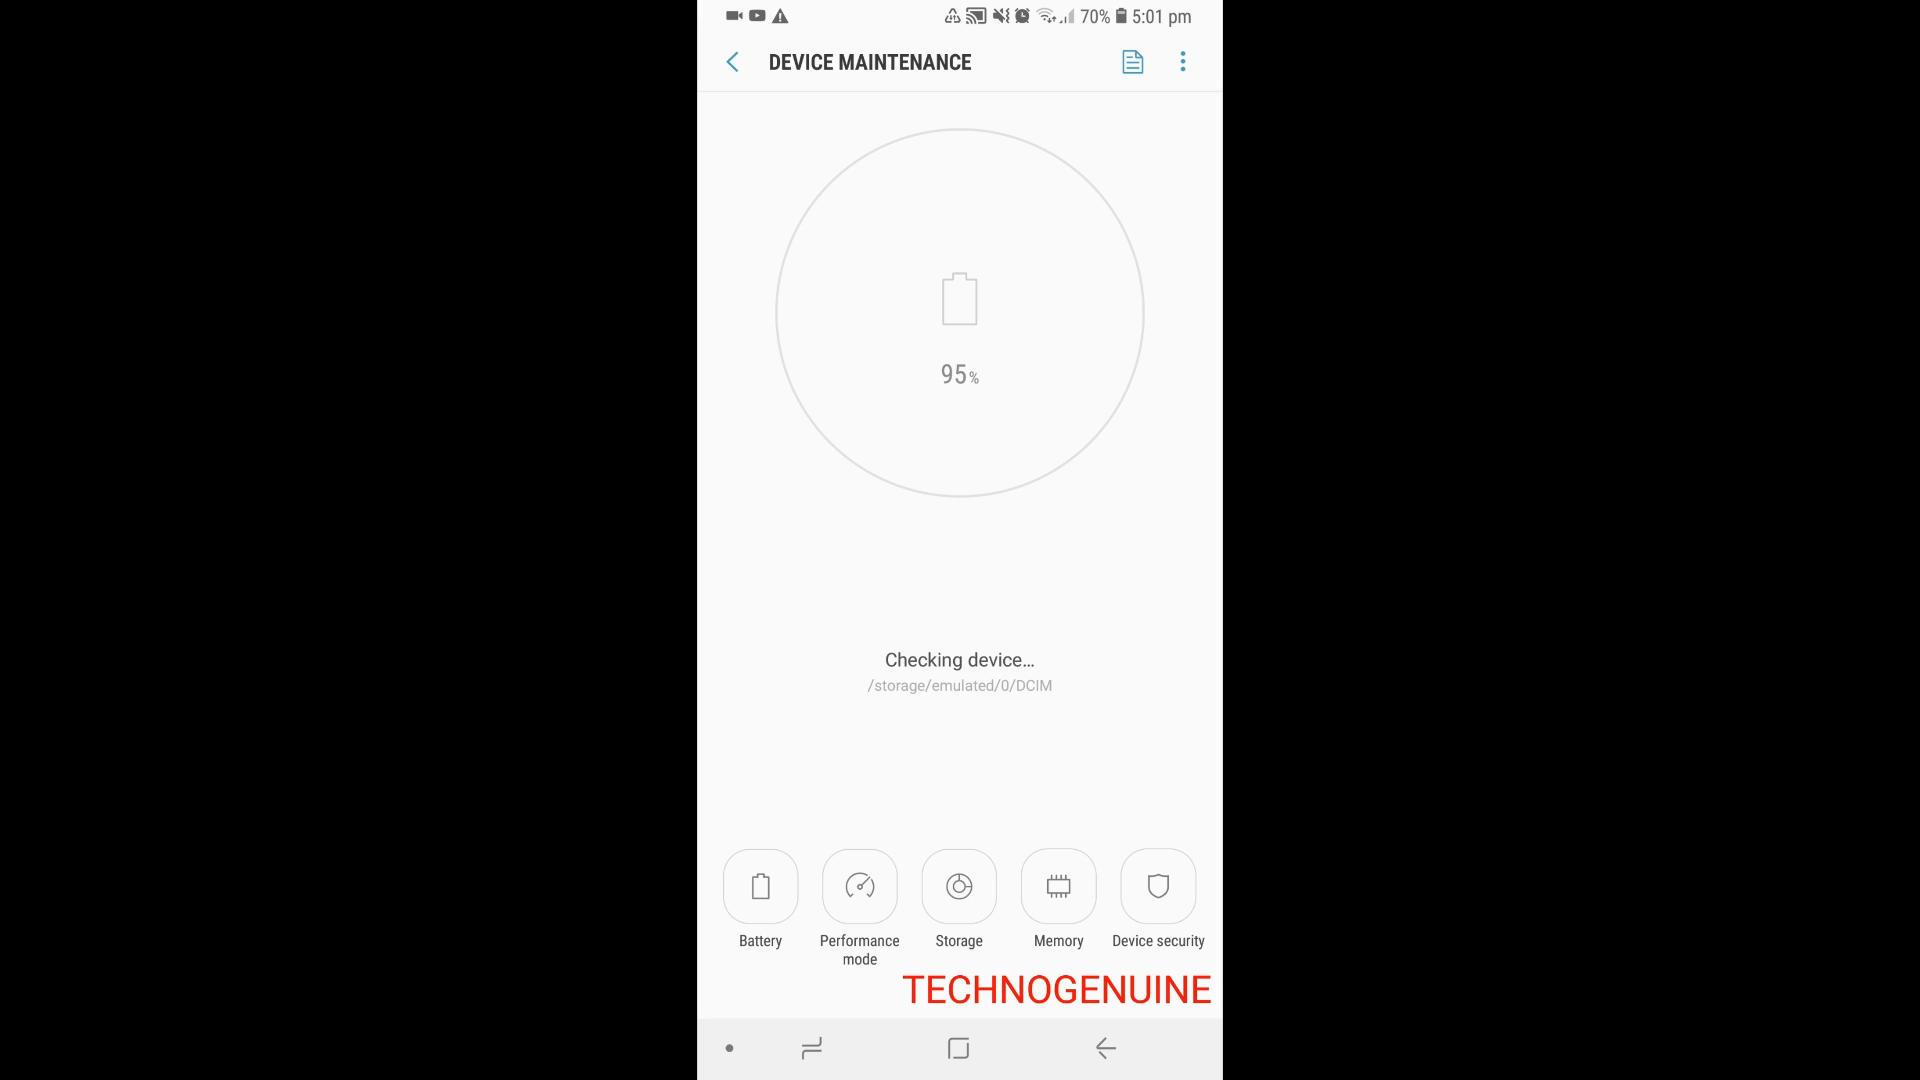 70% 5:01 pm
DEVICE MAINTENANCE
95%
Checking device...
/storage/emulated/0/DCIM
Battery
Performance
mode
Storage
Memory
Device security
TECHNOGENUINE